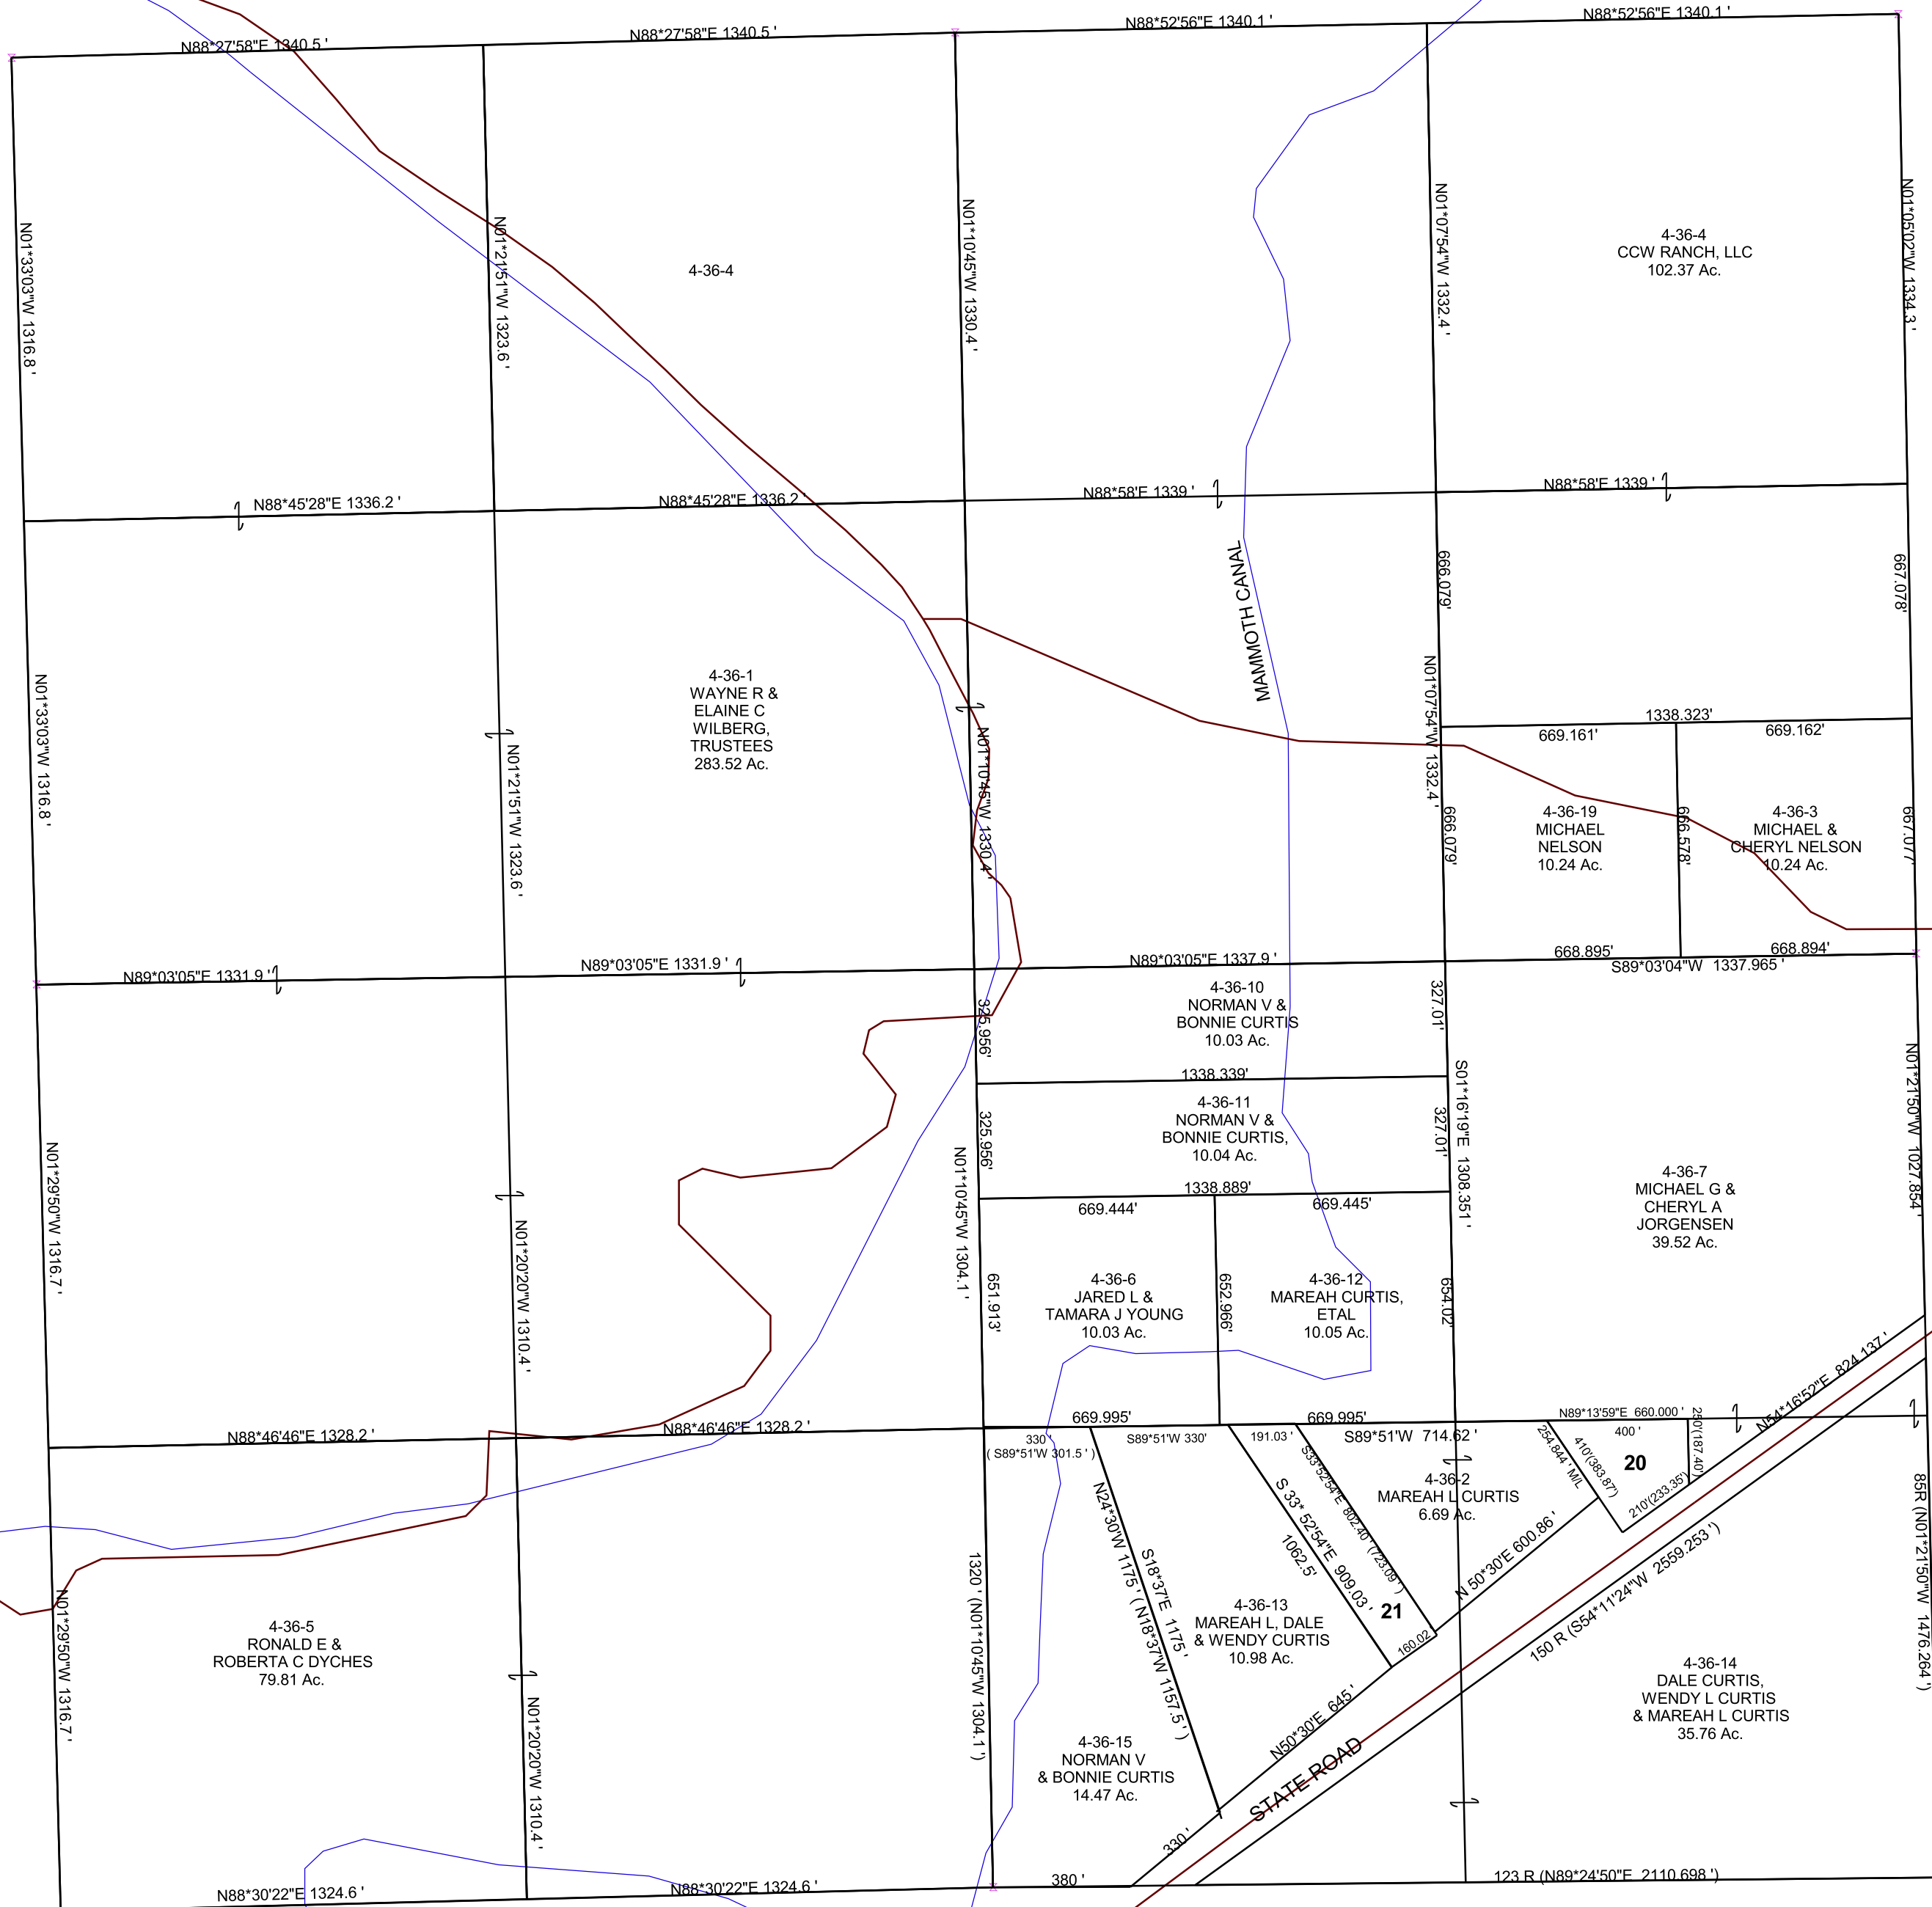 N88*27'58"E 1340.5 '
N88*27'58"E 1340.5 '
N88*52'56"E 1340.1 '
N88*52'56"E 1340.1 '
N01*33'03"W 1316.8 '
N01*21'51"W 1323.6 '
4-36-4
N01*10'45"W 1330.4 '
N01*07'54"W 1332.4 '
4-36-4
CCW RANCH, LLC
102.37 Ac.
N01*05'02"W 1334.3 '
N88*45'28"E 1336.2 '
N88*45'28"E 1336.2 '
N88*58'E 1339 '
N88*58'E 1339 '
MAMMOTH CANAL
666.079'
667.078'
N01*33'03"W 1316.8 '
N01*21'51"W 1323.6 '
4-36-1
WAYNE R &
ELAINE C
WILBERG,
TRUSTEES
283.52 Ac.
N01*10'45"W 1330.4 '
N01*07'54"W 1332.4 '
1338.323'
669.161'
669.162'
666.079'
4-36-19
MICHAEL
NELSON
10.24 Ac.
666.578'
4-36-3
MICHAEL &
CHERYL NELSON
10.24 Ac.
667.077'
N89*03'05"E 1331.9 '
N89*03'05"E 1331.9 '
N89*03'05"E 1337.9 '
668.895'
668.894'
S89*03'04"W  1337.965 '
325.956'
4-36-10
NORMAN V &
BONNIE CURTIS
10.03 Ac.
327.01'
1338.339'
325.956'
4-36-11
NORMAN V &
BONNIE CURTIS,
10.04 Ac.
327.01'
S01*16'19"E  1308.351 '
N01*21'50"W  1027.854 '
1338.889'
669.444'
669.445'
N01*29'50"W 1316.7 '
N01*20'20"W 1310.4 '
N01*10'45"W 1304.1 '
4-36-7
MICHAEL G &
CHERYL A
JORGENSEN
39.52 Ac.
651.913'
4-36-6
JARED L &
TAMARA J YOUNG
10.03 Ac.
652.966'
4-36-12
MAREAH CURTIS,
ETAL
10.05 Ac.
654.02'
N54*16'52"E  824.137 '
N88*46'46"E 1328.2 '
N88*46'46"E 1328.2 '
669.995'
669.995'
N89*13'59"E  660.000 '
330 '
( S89*51'W 301.5 ' )
S89*51'W 330'
191.03 '
S89*51'W  714.62 '
254.844 ' M/L
410'(383.87')
400 '
20
250'(187.40')
210'(233.35')
4-36-2
MAREAH L CURTIS
6.69 Ac.
N24*30'W 1175 ' ( N18*37'W 1157.5 ' )
S18*37'E  1175 '
S 33* 52'54"E  909.03 '
1062.5'
S33*52'54"E  802.40 ' (723.09 ' )
21
160.02'
N 50*30'E 600.86 '
85R (N01*21'50"W  1476.264 ')
150 R (S54*11'24"W  2559.253 ')
N01*29'50"W 1316.7 '
4-36-5
RONALD E &
ROBERTA C DYCHES
79.81 Ac.
N01*20'20"W 1310.4 '
1320 ' (N01*10'45"W 1304.1 ')
4-36-13
MAREAH L, DALE
& WENDY CURTIS
10.98 Ac.
4-36-14
DALE CURTIS,
WENDY L CURTIS
& MAREAH L CURTIS
35.76 Ac.
N50*30'E  645 '
4-36-15
NORMAN V
& BONNIE CURTIS
14.47 Ac.
STATE ROAD
330 '
380 '
N88*30'22"E 1324.6 '
N88*30'22"E 1324.6 '
123 R (N89*24'50"E  2110.698 ')